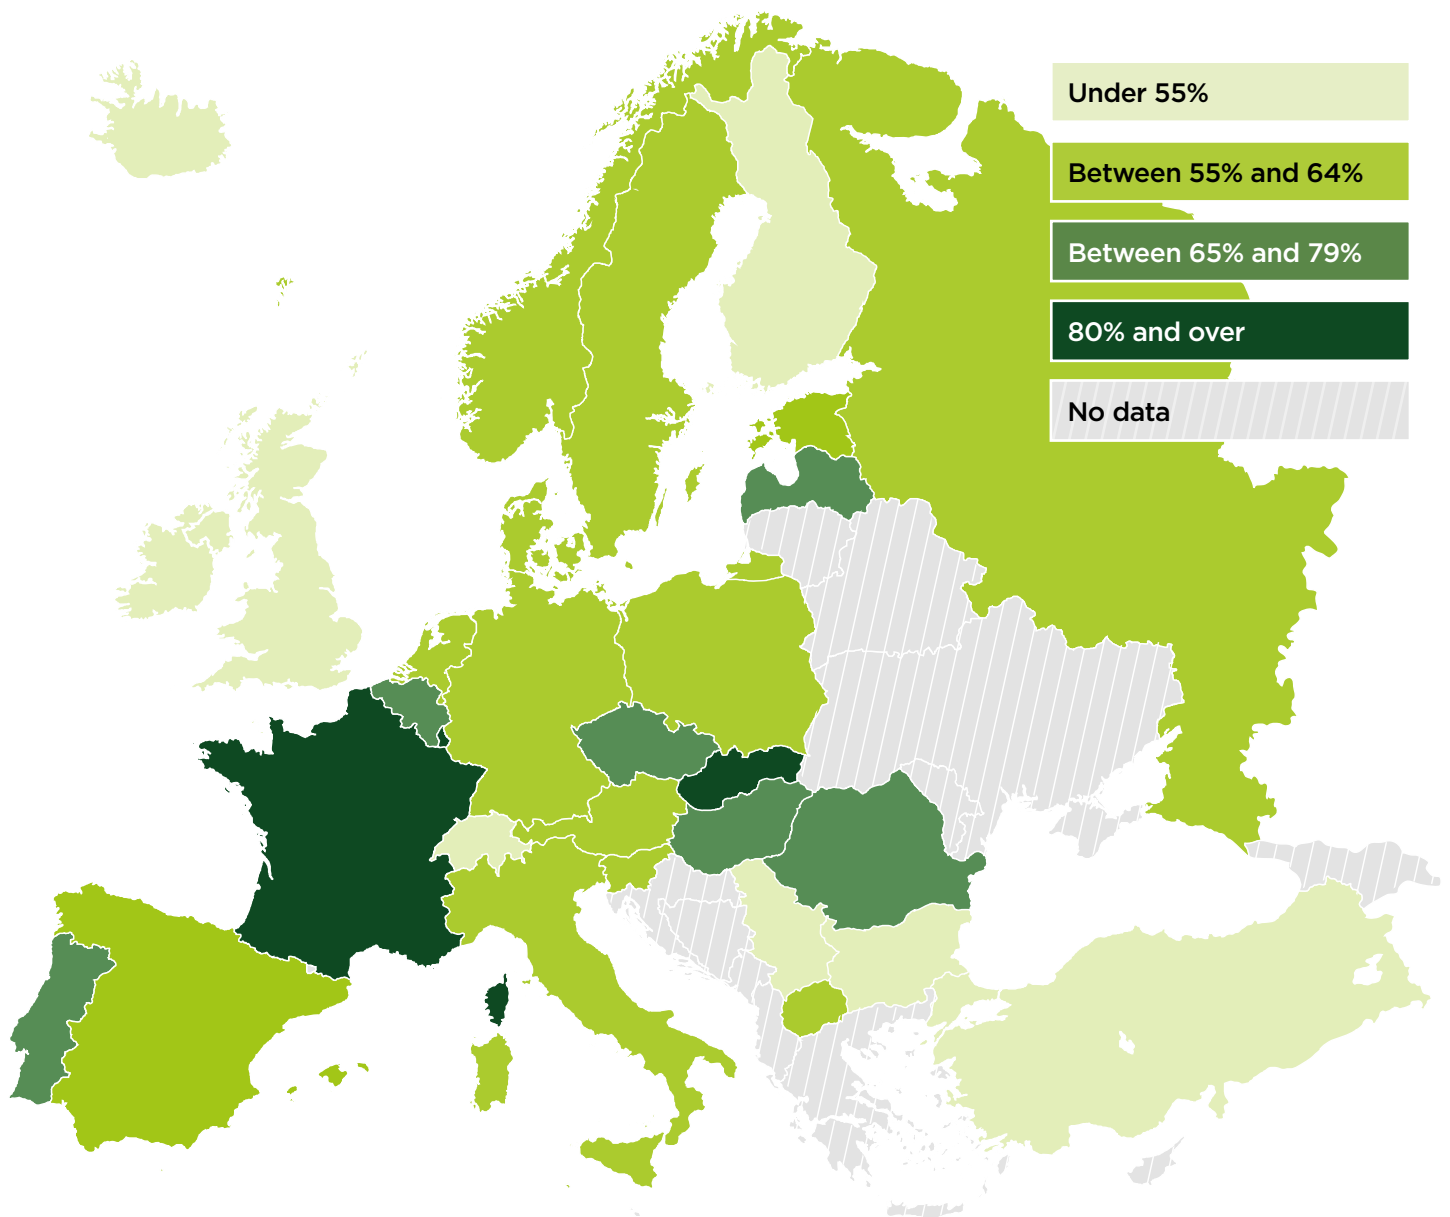 Under 55%
Between 55% and 64%
Between 65% and 79%
80% and over
No data